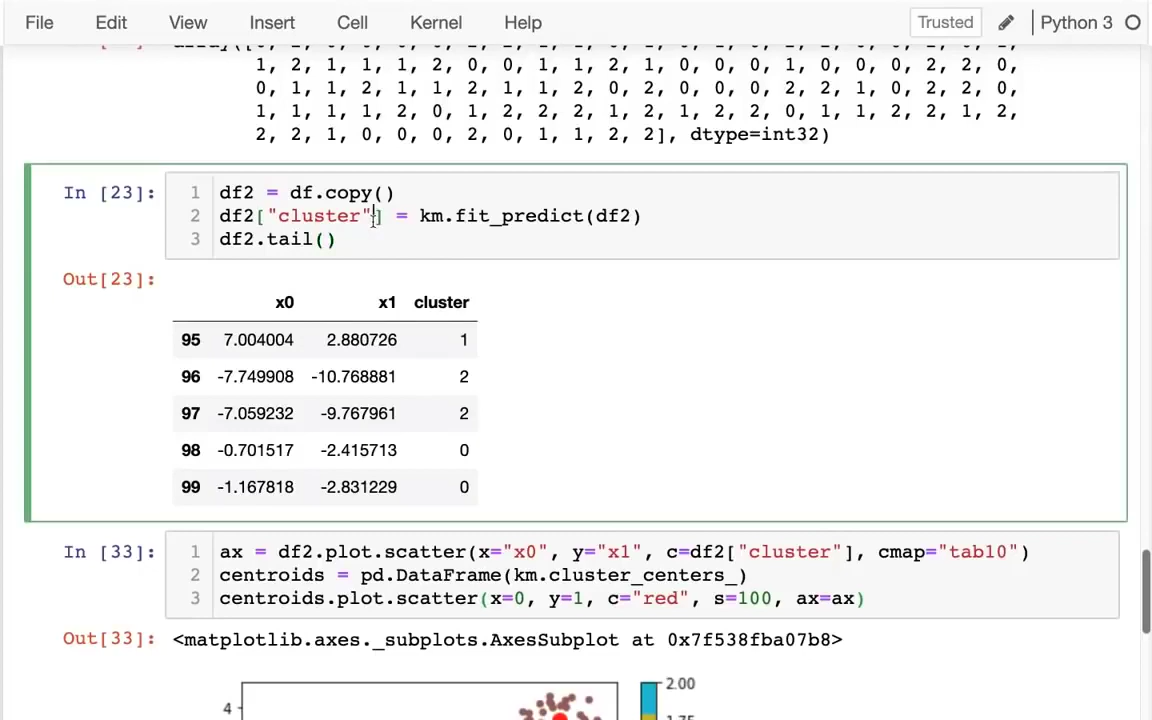 File Edit View Insert Cell Kernel Help Trusted Python 3
1, 2, 1, 1, 1, 2, 0, 0, 1, 1, 2, 1, 0, 0, 0, 1, 0, 0, 0, 2, 2, 0,
0, 1, 1, 2, 1, 1, 2, 1, 1, 2, 0, 2, 0, 0, 0, 2, 2, 1, 0, 2, 2, 0,
1, 1, 1, 1, 2, 0, 1, 2, 2, 2, 1, 2, 1, 2, 2, 0, 1, 1, 2, 2, 1, 2,
2, 2, 1, 0, 0, 0, 2, 0, 1, 1, 2, 2], dtype=int32)
In [23]: 1 df2 = df.copy()
2 df2["cluster"] = km.fit_predict(df2)
3 df2.tail()
Out[23]:
x0 x1 cluster
95 7.004004 2.880726 1
96 -7.749908 -10.768881 2
97 -7.059232 -9.767961 2
98 -0.701517 -2.415713 0
99 -1.167818 -2.831229 0
In [33]: 1 ax = df2.plot.scatter(x="x0", y="x1", c=df2["cluster"], cmap="tab10")
2 centroids = pd.DataFrame(km.cluster_centers_)
3 centroids.plot.scatter(x=0, y=1, c="red", s=100, ax=ax)
Out[33]: <matplotlib.axes._subplots.AxesSubplot at 0x7f538fba07b8>
2.00
4